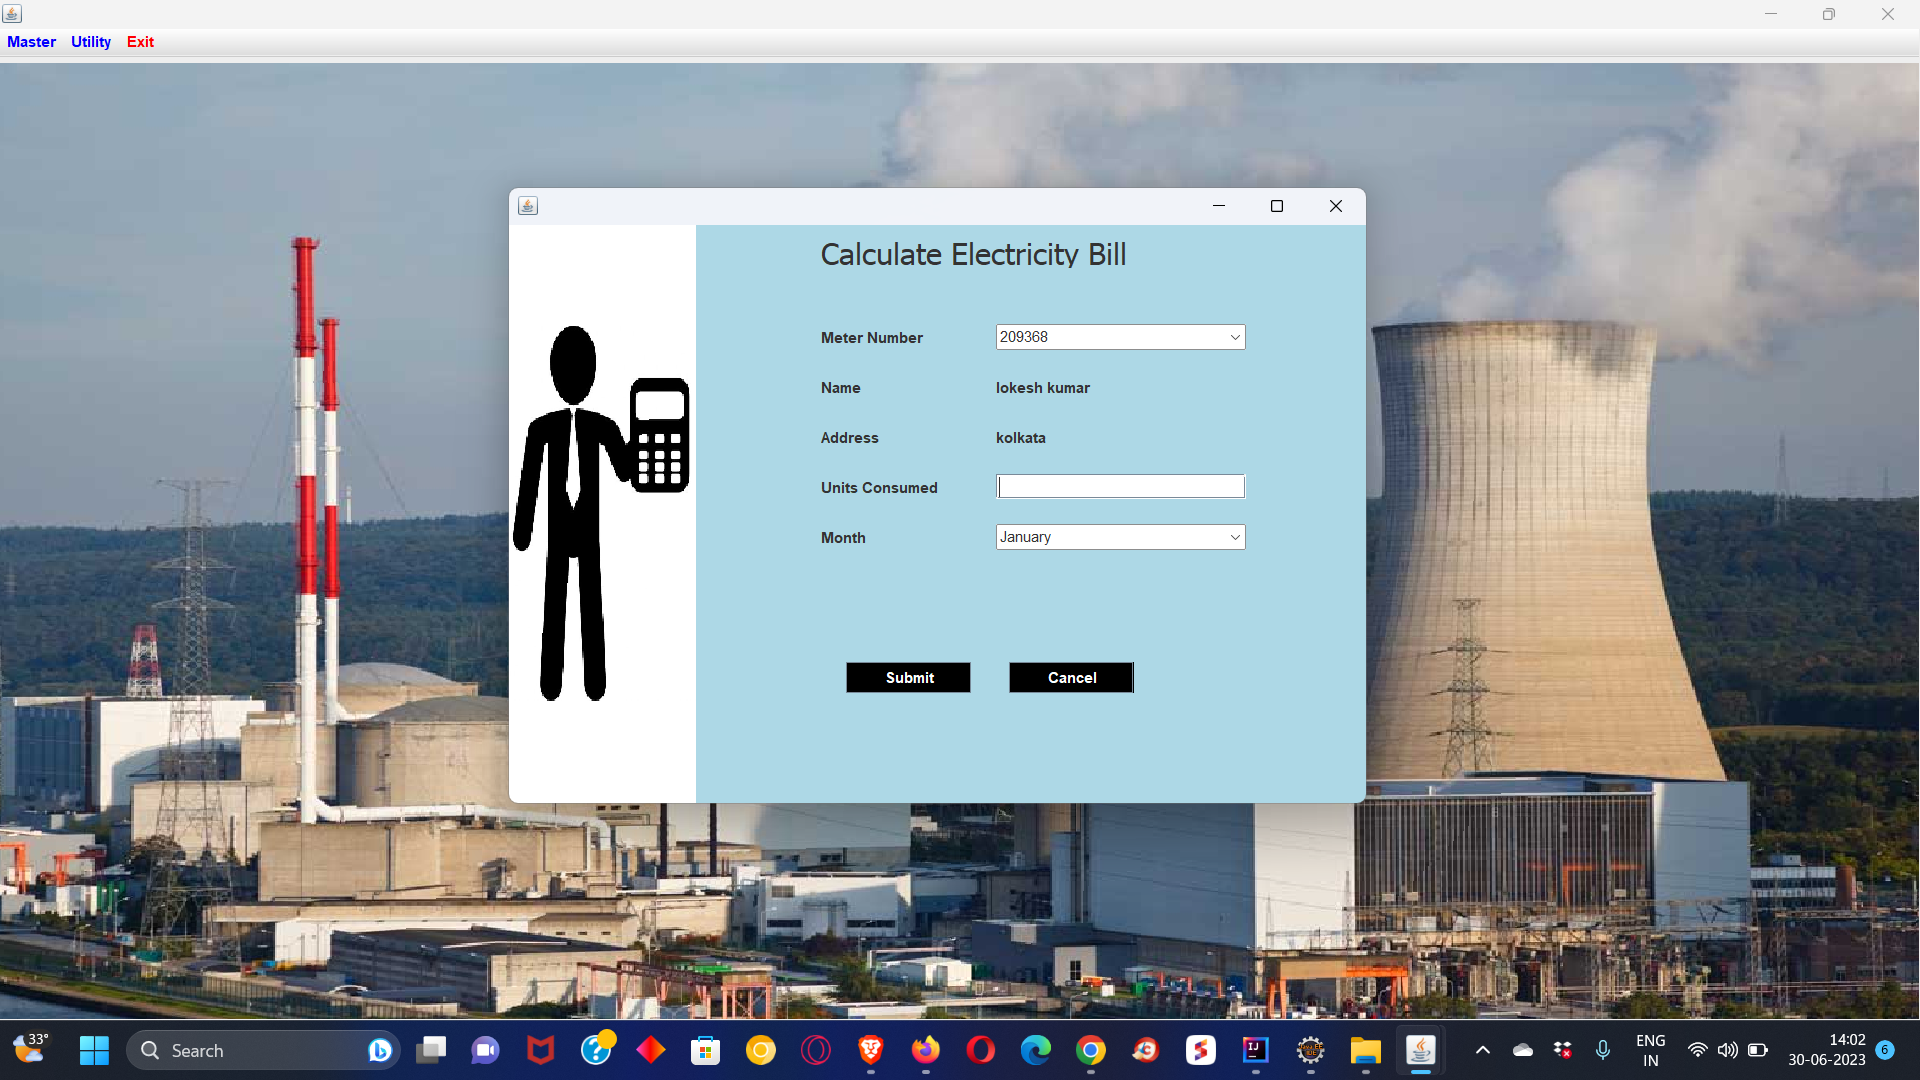 Master Utility Exit
Calculate Electricity Bill
Meter Number 209368
Name lokesh kumar
Address kolkata
Units Consumed
Month January
Submit Cancel
33°
Search
ENG
IN
14:02
30-06-2023
6